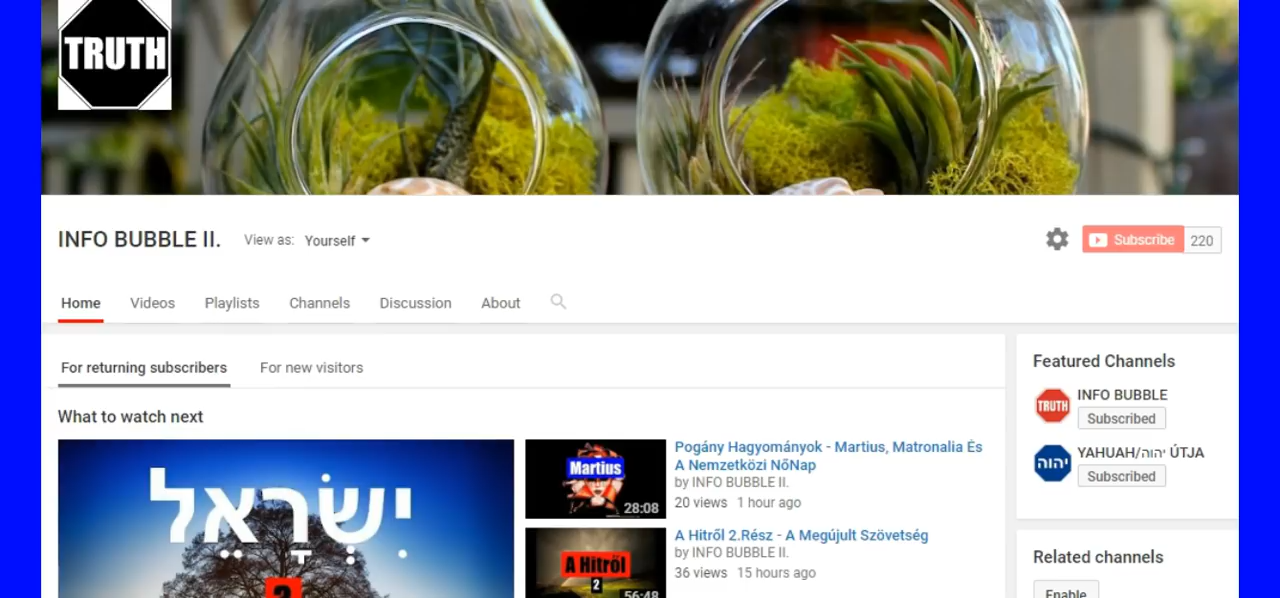 TRUTH
INFO BUBBLE II.
View as: Yourself
Subscribe 220
Home Videos Playlists Channels Discussion About
For returning subscribers For new visitors
What to watch next
יִשְׂרָאֵל
2
Martius
28:08
Pogány Hagyományok - Martius, Matronalia És
A Nemzetközi NőNap
by INFO BUBBLE II.
20 views 1 hour ago
A Hitről
2
56:48
A Hitről 2.Rész - A Megújult Szövetség
by INFO BUBBLE II.
36 views 15 hours ago
Featured Channels
TRUTH
INFO BUBBLE
Subscribed
יהוה
YAHUAH/יהוה ÚTJA
Subscribed
Related channels
Enable